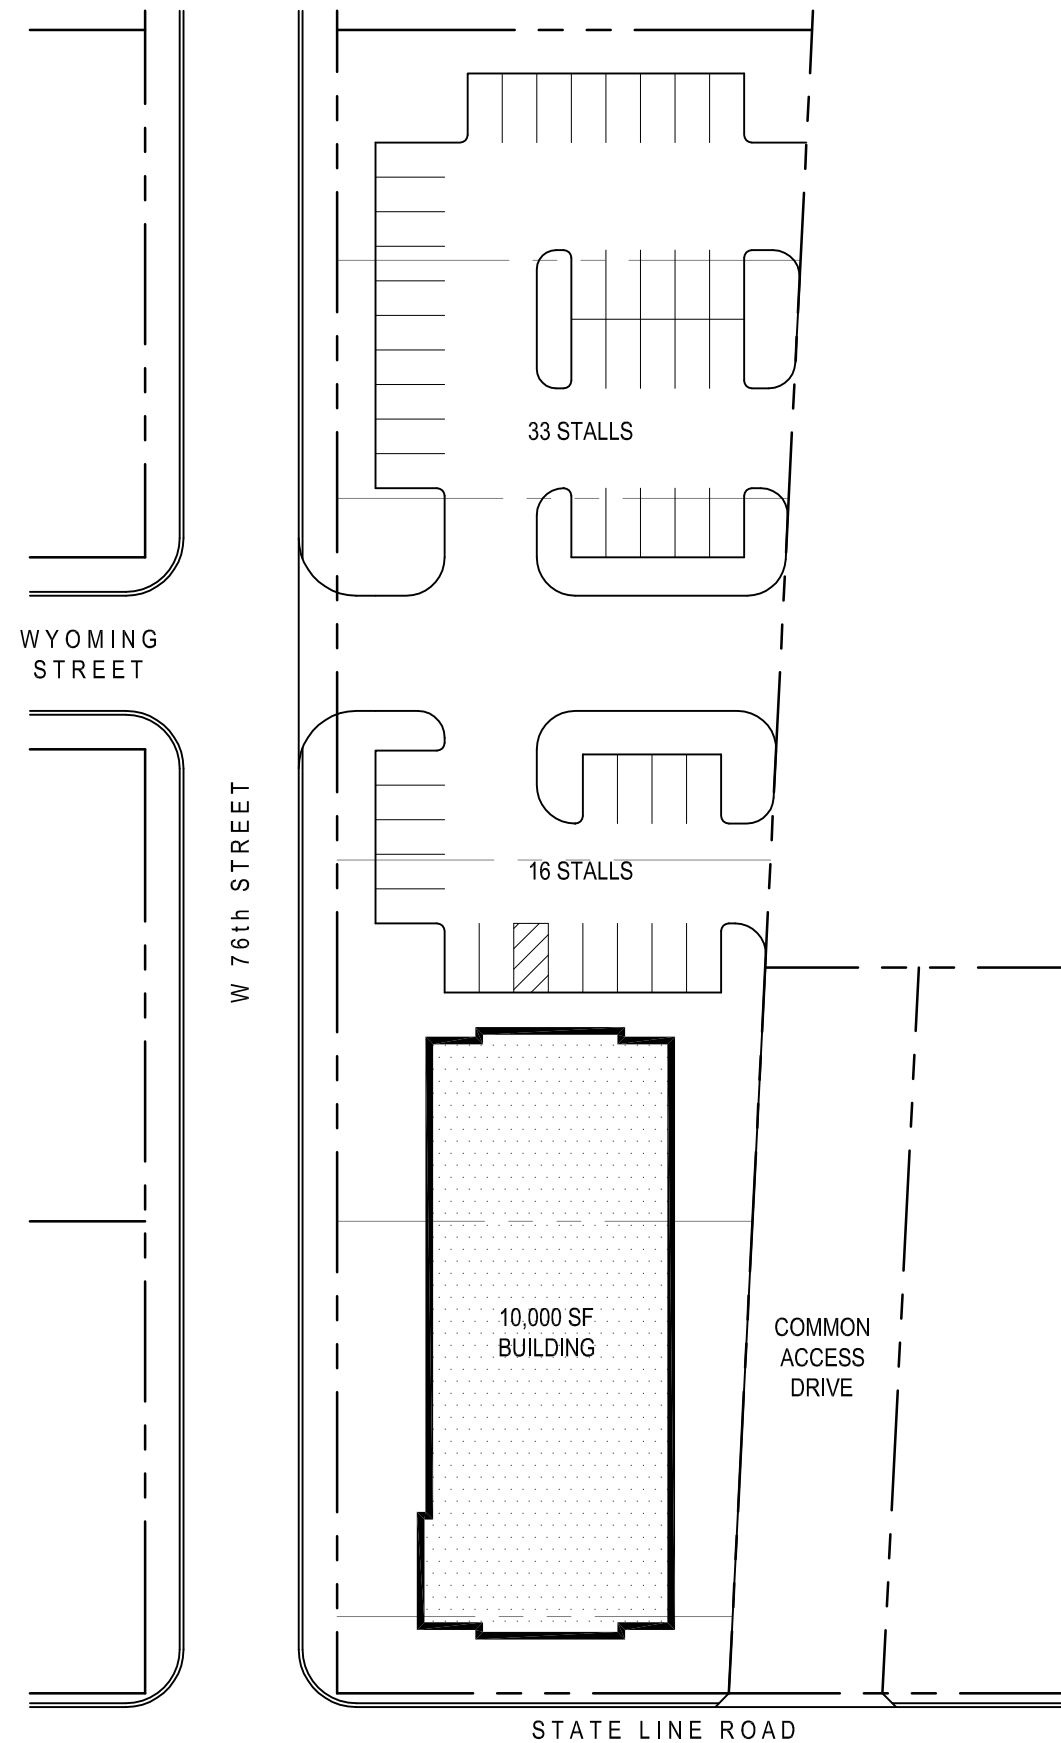 33 STALLS
WYOMING
STREET
W 76th STREET
16 STALLS
10,000 SF
BUILDING
COMMON
ACCESS
DRIVE
STATE LINE ROAD